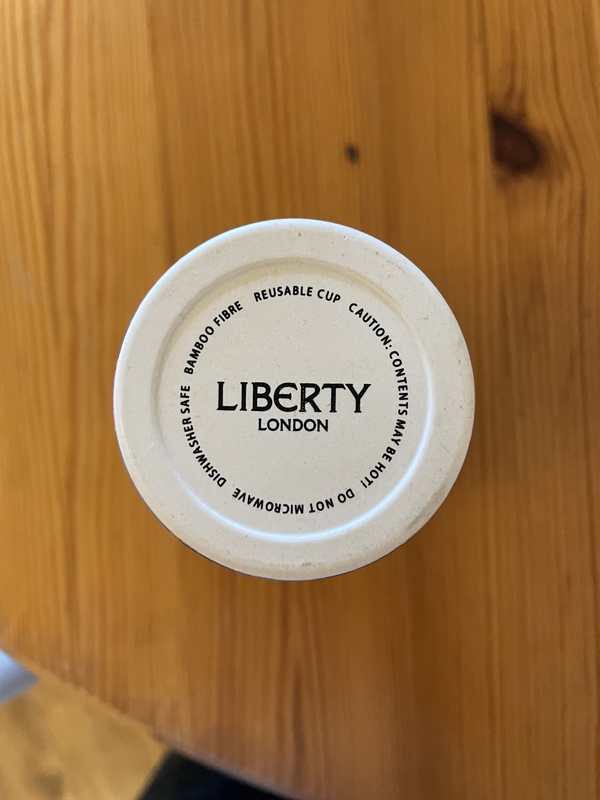 BAMBOO FIBRE REUSABLE CUP CAUTION: CONTENTS MAY BE HOT! DO NOT MICROWAVE DISHWASHER SAFE
LIBERTY
LONDON